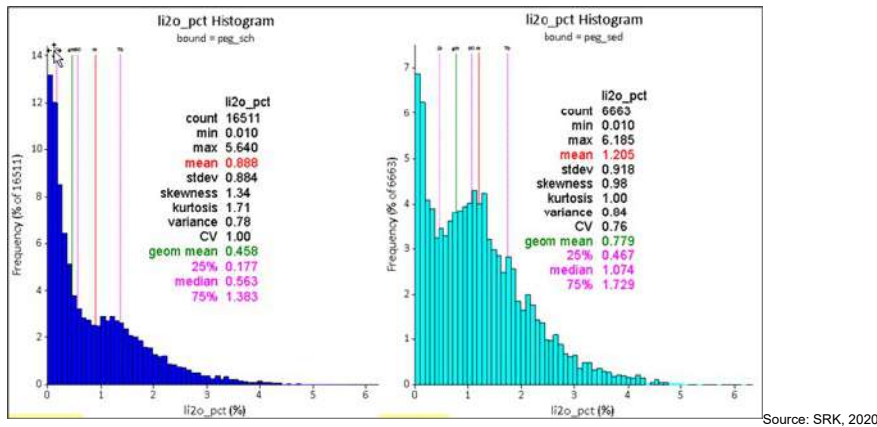 li2o_pct Histogram
bound = peg_sch
14
12
10
8
6
4
2
0
Frequency (% of 16511)
li2o_pct
count 16511
min 0.010
max 5.640
mean 0.888
stdev 0.884
skewness 1.34
kurtosis 1.71
variance 0.78
CV 1.00
geom mean 0.458
25% 0.177
median 0.563
75% 1.383
0 1 2 3 4 5 6
li2o_pct (%)
li2o_pct Histogram
bound = peg_sed
7
6
5
4
3
2
1
0
Frequency (% of 6663)
li2o_pct
count 6663
min 0.010
max 6.185
mean 1.205
stdev 0.918
skewness 0.98
kurtosis 1.00
variance 0.84
CV 0.76
geom mean 0.779
25% 0.467
median 1.074
75% 1.729
0 1 2 3 4 5 6
li2o_pct (%)
Source: SRK, 2020